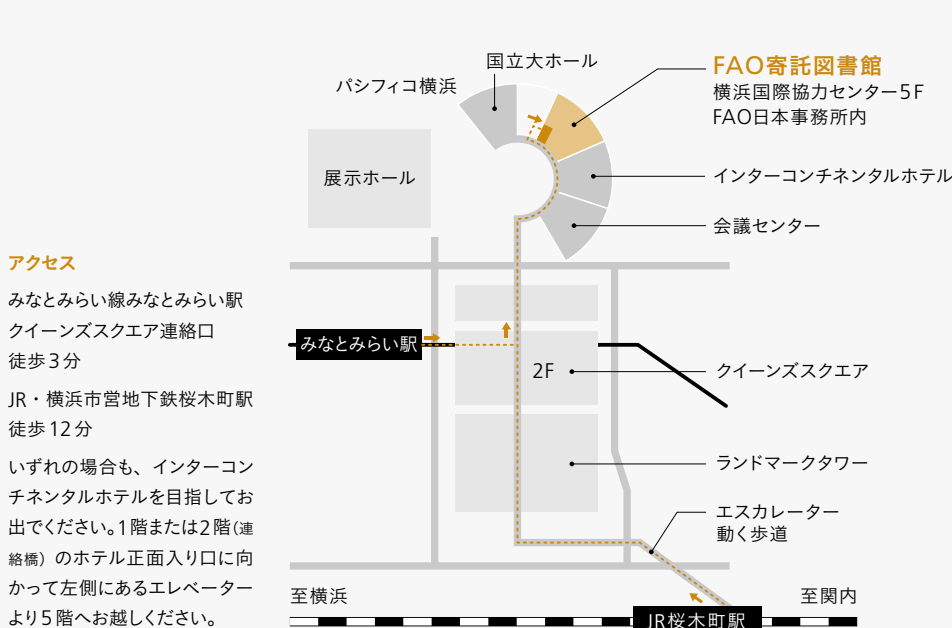 国立大ホール
パシフィコ横浜
FAO寄託図書館
横浜国際協力センター5F
FAO日本事務所内
展示ホール
インターコンチネンタルホテル
会議センター
アクセス
みなとみらい線みなとみらい駅
クイーンズスクエア連絡口
徒歩3分
JR・横浜市営地下鉄桜木町駅
徒歩12分
いずれの場合も、インターコン
チネンタルホテルを目指してお
出でください。1階または2階(連
絡橋)のホテル正面入り口に向
かって左側にあるエレベーター
より5階へお越しください。
みなとみらい駅
2F
クイーンズスクエア
ランドマークタワー
エスカレーター
動く歩道
至横浜
至関内
JR桜木町駅